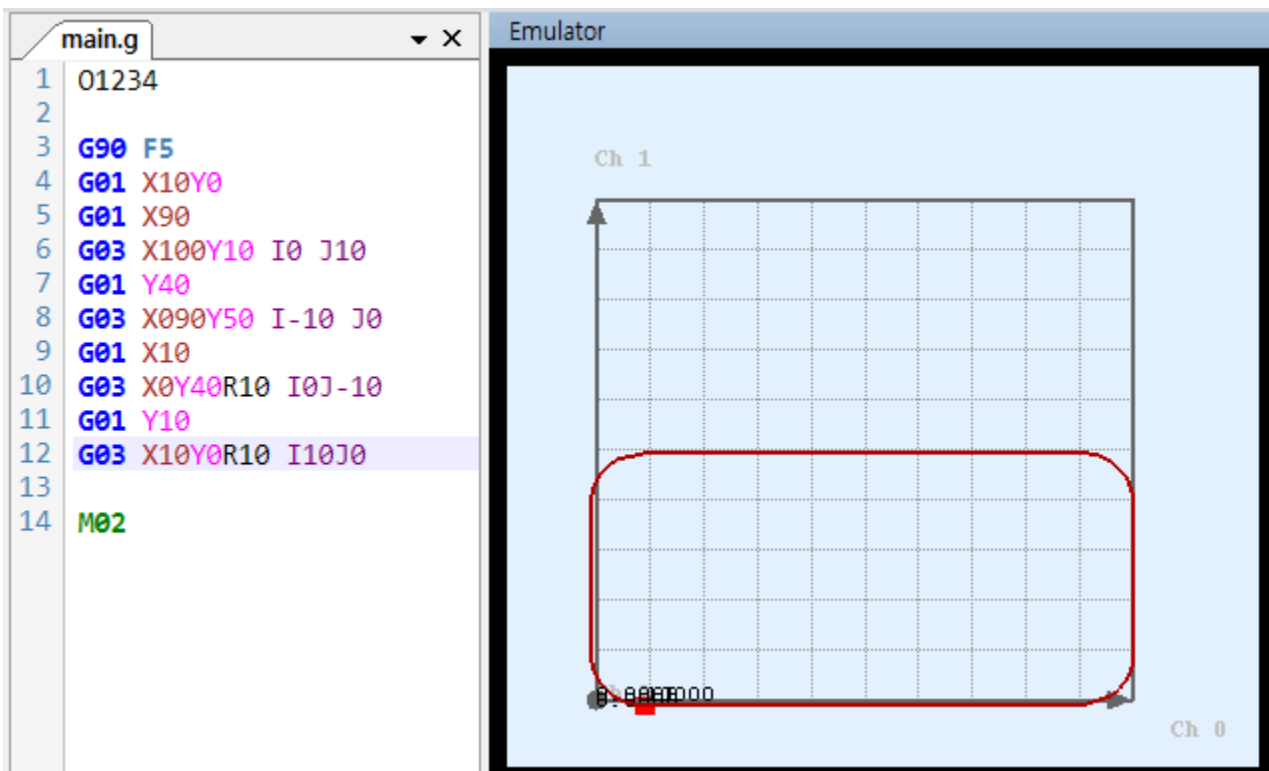 main.g
1 O1234
2
3 G90 F5
4 G01 X10Y0
5 G01 X90
6 G03 X100Y10 I0 J10
7 G01 Y40
8 G03 X090Y50 I-10 J0
9 G01 X10
10 G03 X0Y40R10 I0J-10
11 G01 Y10
12 G03 X10Y0R10 I10J0
13
14 M02
Emulator
Ch 1
Ch 0